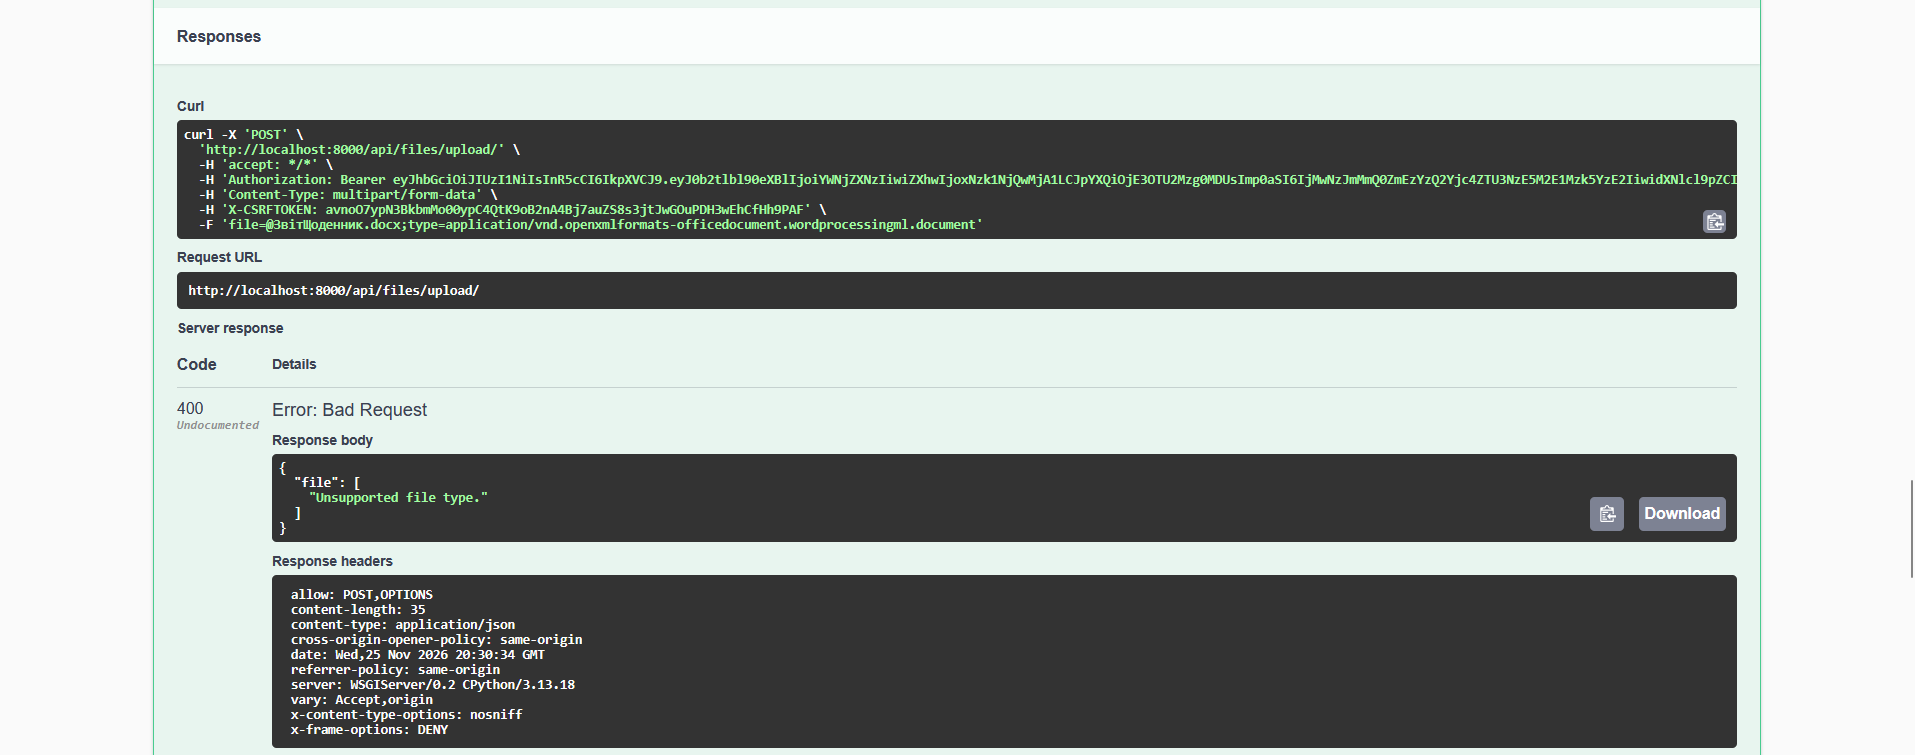 Responses
Curl
curl -X 'POST' \
'http://localhost:8000/api/files/upload/' \
-H 'accept: */*' \
-H 'Authorization: Bearer eyJhbGciOiJIUzI1NiIsInR5cCI6IkpXVCJ9.eyJ0b2tlbl90eXBlIjoiYWNjZXNzIiwiZXhwIjoxNzk1NjQwMjA1LCJpYXQiOjE3OTU2Mzg0MDUsImp0aSI6IjMwNzJmMmQ0ZmEzYzQ2Yjc4ZTU3NzE5M2E1Mzk5YzE2IiwidXNlcl9pZCI
-H 'Content-Type: multipart/form-data' \
-H 'X-CSRFTOKEN: avnoO7ypN3BkbmMo00ypC4QtK9oB2nA4Bj7auZS8s3jtJwGOuPDH3wEhCfHh9PAF' \
-F 'file=@ЗвітЩоденник.docx;type=application/vnd.openxmlformats-officedocument.wordprocessingml.document'
Request URL
http://localhost:8000/api/files/upload/
Server response
Code Details
400 Error: Bad Request
Undocumented
Response body
{
"file": [
"Unsupported file type."
]
}
Download
Response headers
allow: POST,OPTIONS
content-length: 35
content-type: application/json
cross-origin-opener-policy: same-origin
date: Wed,25 Nov 2026 20:30:34 GMT
referrer-policy: same-origin
server: WSGIServer/0.2 CPython/3.13.18
vary: Accept,origin
x-content-type-options: nosniff
x-frame-options: DENY